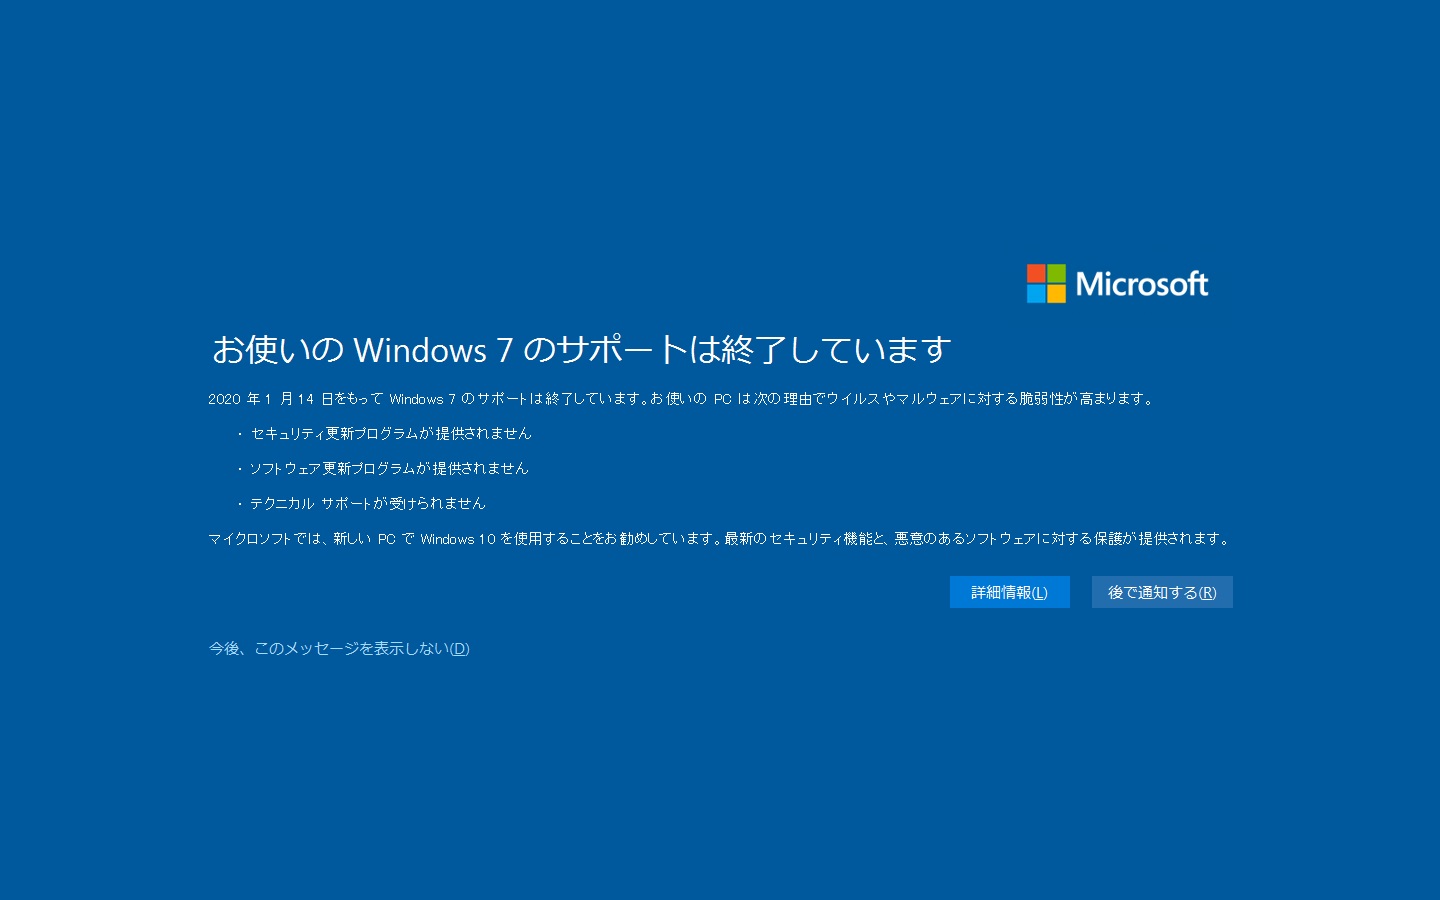 Microsoft
お使いの Windows 7 のサポートは終了しています
2020 年 1 月 14 日をもって Windows 7 のサポートは終了しています。お使いの PC は次の理由でウイルスやマルウェアに対する脆弱性が高まります。
・ セキュリティ更新プログラムが提供されません
・ ソフトウェア更新プログラムが提供されません
・ テクニカル サポートが受けられません
マイクロソフトでは、新しい PC で Windows 10 を使用することをお勧めしています。最新のセキュリティ機能と、悪意のあるソフトウェアに対する保護が提供されます。
詳細情報(L) 後で通知する(R)
今後、このメッセージを表示しない(D)